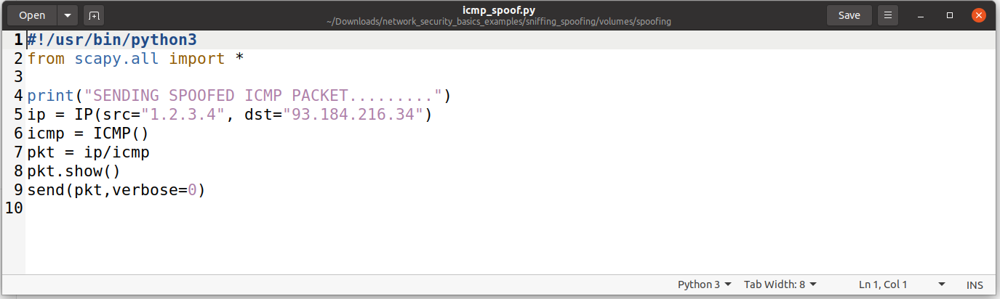 Open
icmp_spoof.py
~/Downloads/network_security_basics_examples/sniffing_spoofing/volumes/spoofing
Save
1 #!/usr/bin/python3
2 from scapy.all import *
3
4 print("SENDING SPOOFED ICMP PACKET.........")
5 ip = IP(src="1.2.3.4", dst="93.184.216.34")
6 icmp = ICMP()
7 pkt = ip/icmp
8 pkt.show()
9 send(pkt,verbose=0)
10
Python 3 Tab Width: 8 Ln 1, Col 1 INS